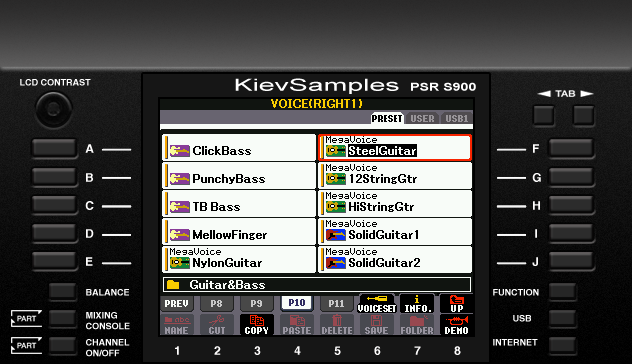 LCD CONTRAST
KievSamples PSR S900
TAB
VOICE(RIGHT1)
PRESET USER USB1
A
B
C
D
E
ClickBass
PunchyBass
TB Bass
MellowFinger
MegaVoice
NylonGuitar
MegaVoice
SteelGuitar
MegaVoice
12StringGtr
MegaVoice
HiStringGtr
MegaVoice
SolidGuitar1
MegaVoice
SolidGuitar2
F
G
H
I
J
Guitar&Bass
PREV P8 P9 P10 P11 VOICESET INFO. UP
NAME CUT COPY PASTE DELETE SAVE FOLDER DEMO
1 2 3 4 5 6 7 8
BALANCE
PART MIXING
CONSOLE
PART CHANNEL
ON/OFF
FUNCTION
USB
INTERNET